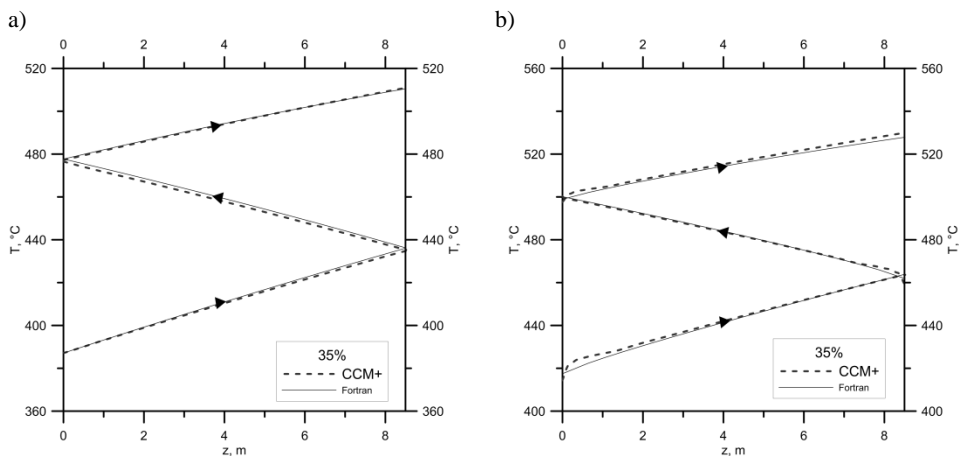 a)
b)
0 2 4 6 8
0 2 4 6 8
520 520
560 560
480 480
520 520
T, °C T, °C
T, °C T, °C
440 440
480 480
400 400
440 440
35%
CCM+
Fortran
35%
CCM+
Fortran
360 360
400 400
0 2 4 6 8
0 2 4 6 8
z, m
z, m